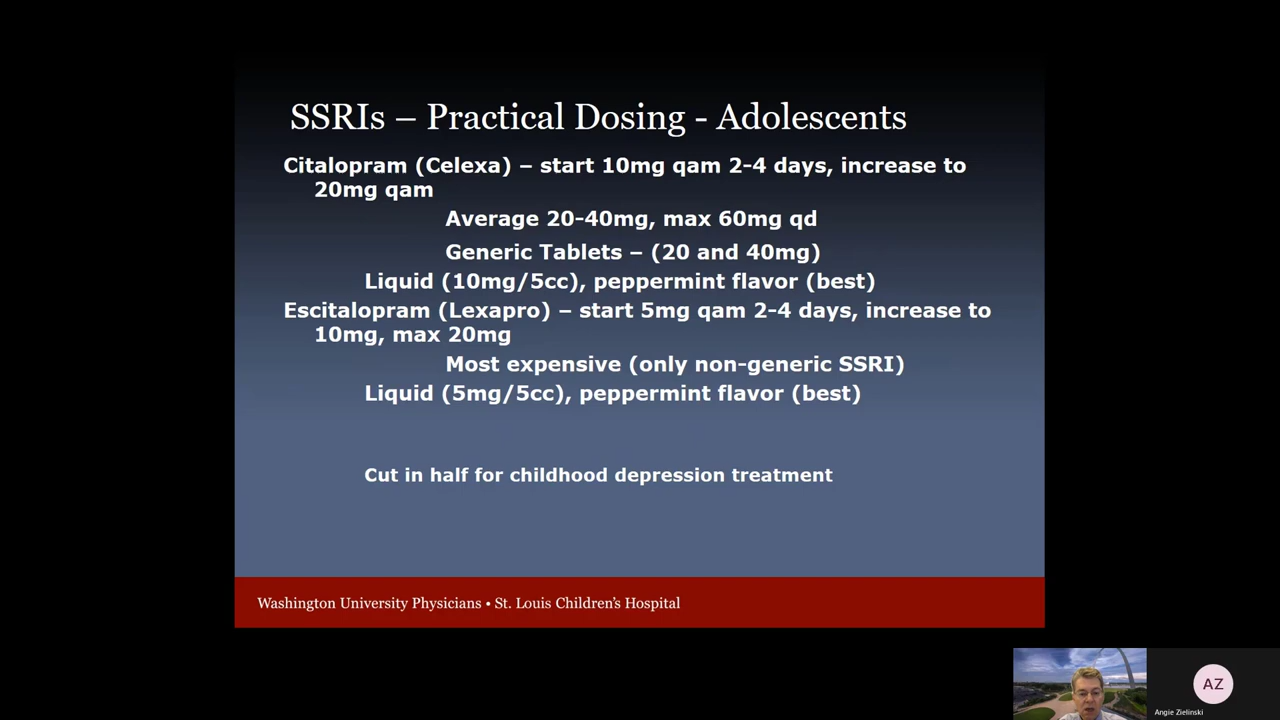 SSRIs – Practical Dosing - Adolescents
Citalopram (Celexa) – start 10mg qam 2-4 days, increase to
20mg qam
Average 20-40mg, max 60mg qd
Generic Tablets – (20 and 40mg)
Liquid (10mg/5cc), peppermint flavor (best)
Escitalopram (Lexapro) – start 5mg qam 2-4 days, increase to
10mg, max 20mg
Most expensive (only non-generic SSRI)
Liquid (5mg/5cc), peppermint flavor (best)
Cut in half for childhood depression treatment
Washington University Physicians • St. Louis Children's Hospital
AZ
Angie Zielinski